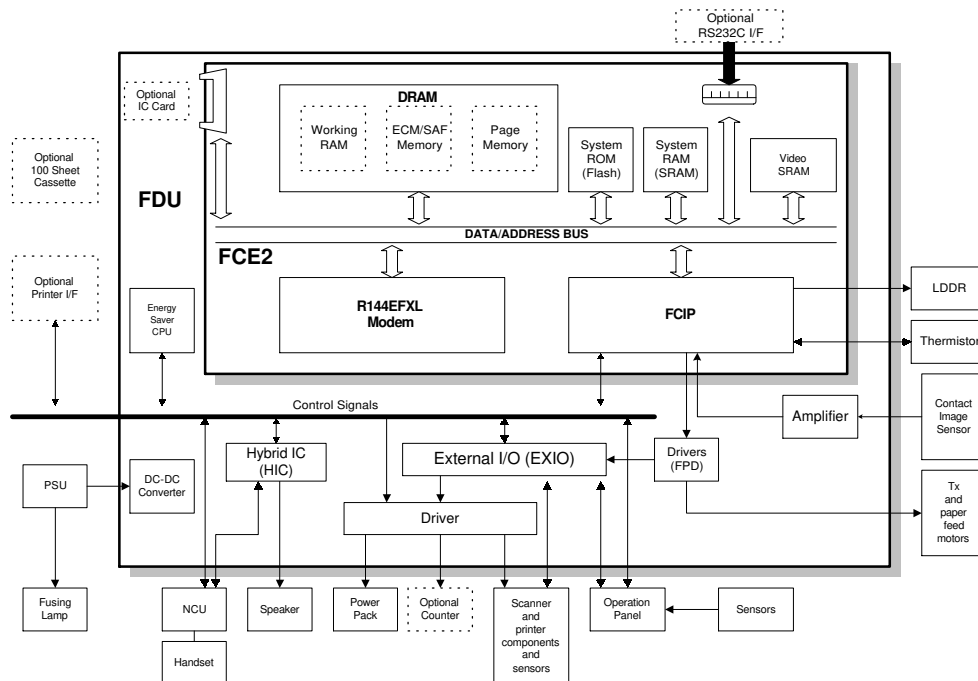 Optional
RS232C I/F
Optional
IC Card
DRAM
Working
RAM
ECM/SAF
Memory
Page
Memory
System
ROM
(Flash)
System
RAM
(SRAM)
Video
SRAM
Optional
100 Sheet
Cassette
FDU
DATA/ADDRESS BUS
FCE2
Optional
Printer I/F
Energy
Saver
CPU
R144EFXL
Modem
FCIP
LDDR
Thermistor
Control Signals
Amplifier
Contact
Image
Sensor
Hybrid IC
(HIC)
External I/O (EXIO)
Drivers
(FPD)
PSU
DC-DC
Converter
Driver
Tx
and
paper
feed
motors
Fusing
Lamp
NCU
Speaker
Power
Pack
Optional
Counter
Scanner
and
printer
components
and
sensors
Operation
Panel
Sensors
Handset